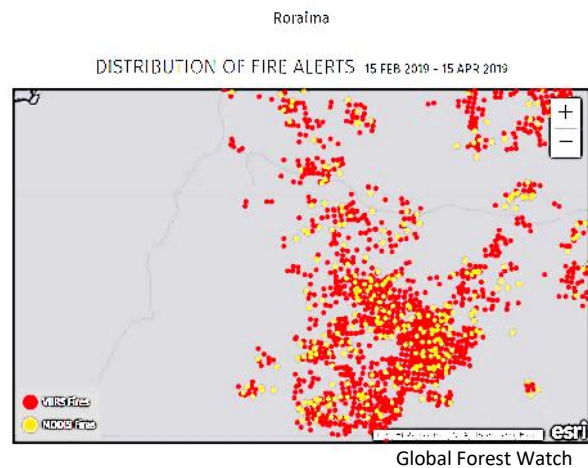 Roraima
DISTRIBUTION OF FIRE ALERTS 15 FEB 2019 - 15 APR 2019
+
−
VIIRS Fires
MODIS Fires
esri
Global Forest Watch